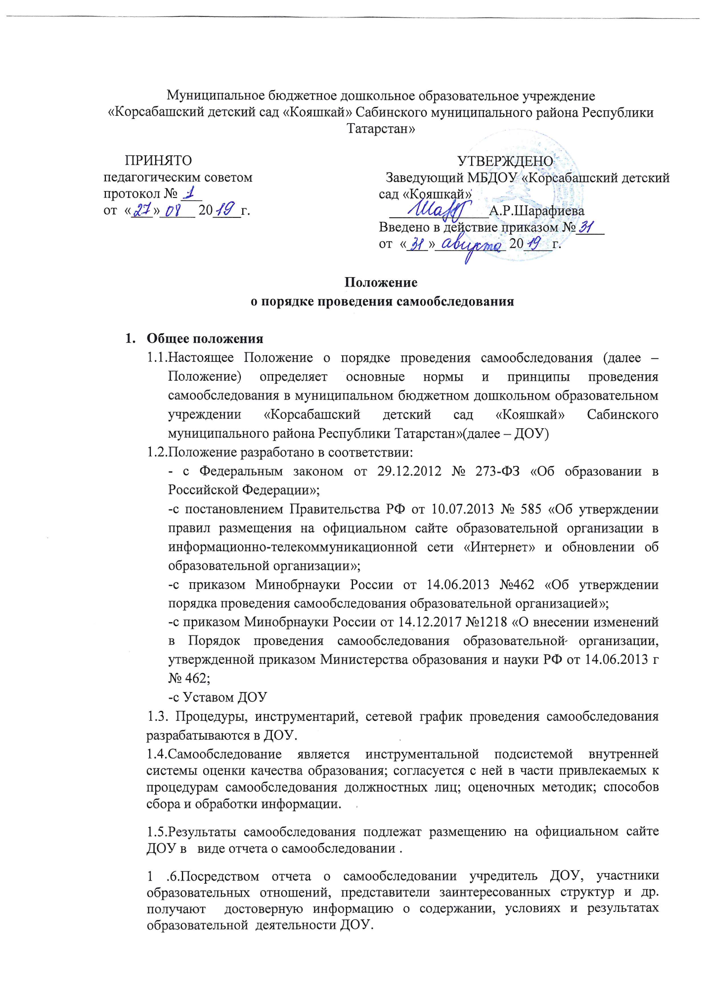 Муниципальное бюджетное дошкольное образовательное учреждение
«Корсабашский детский сад «Кояшкай» Сабинского муниципального района Республики
Татарстан»
ПРИНЯТО
педагогическим советом
протокол № 1
от «27» 08 2019 г.
УТВЕРЖДЕНО
Заведующий МБДОУ «Корсабашский детский
сад «Кояшкай»
А.Р.Шарафиева
Введено в действие приказом № 31
от «31» августа 2019 г.
Положение
о порядке проведения самообследования
1. Общее положения
1.1.Настоящее Положение о порядке проведения самообследования (далее –
Положение) определяет основные нормы и принципы проведения
самообследования в муниципальном бюджетном дошкольном образовательном
учреждении «Корсабашский детский сад «Кояшкай» Сабинского
муниципального района Республики Татарстан»(далее – ДОУ)
1.2.Положение разработано в соответствии:
- с Федеральным законом от 29.12.2012 № 273-ФЗ «Об образовании в
Российской Федерации»;
-с постановлением Правительства РФ от 10.07.2013 № 585 «Об утверждении
правил размещения на официальном сайте образовательной организации в
информационно-телекоммуникационной сети «Интернет» и обновлении об
образовательной организации»;
-с приказом Минобрнауки России от 14.06.2013 №462 «Об утверждении
порядка проведения самообследования образовательной организацией»;
-с приказом Минобрнауки России от 14.12.2017 №1218 «О внесении изменений
в Порядок проведения самообследования образовательной организации,
утвержденной приказом Министерства образования и науки РФ от 14.06.2013 г
№ 462;
-с Уставом ДОУ
1.3. Процедуры, инструментарий, сетевой график проведения самообследования
разрабатываются в ДОУ.
1.4.Самообследование является инструментальной подсистемой внутренней
системы оценки качества образования; согласуется с ней в части привлекаемых к
процедурам самообследования должностных лиц; оценочных методик; способов
сбора и обработки информации.
1.5.Результаты самообследования подлежат размещению на официальном сайте
ДОУ в виде отчета о самообследовании .
1 .6.Посредством отчета о самообследовании учредитель ДОУ, участники
образовательных отношений, представители заинтересованных структур и др.
получают достоверную информацию о содержании, условиях и результатах
образовательной деятельности ДОУ.